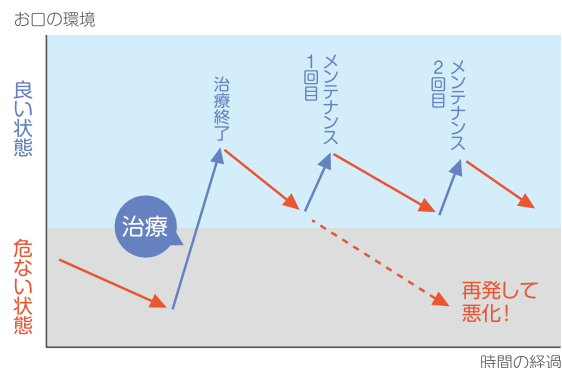 お口の環境
良い状態
危ない状態
治療
治療終了
メンテナンス
1回目
メンテナンス
2回目
再発して
悪化！
時間の経過